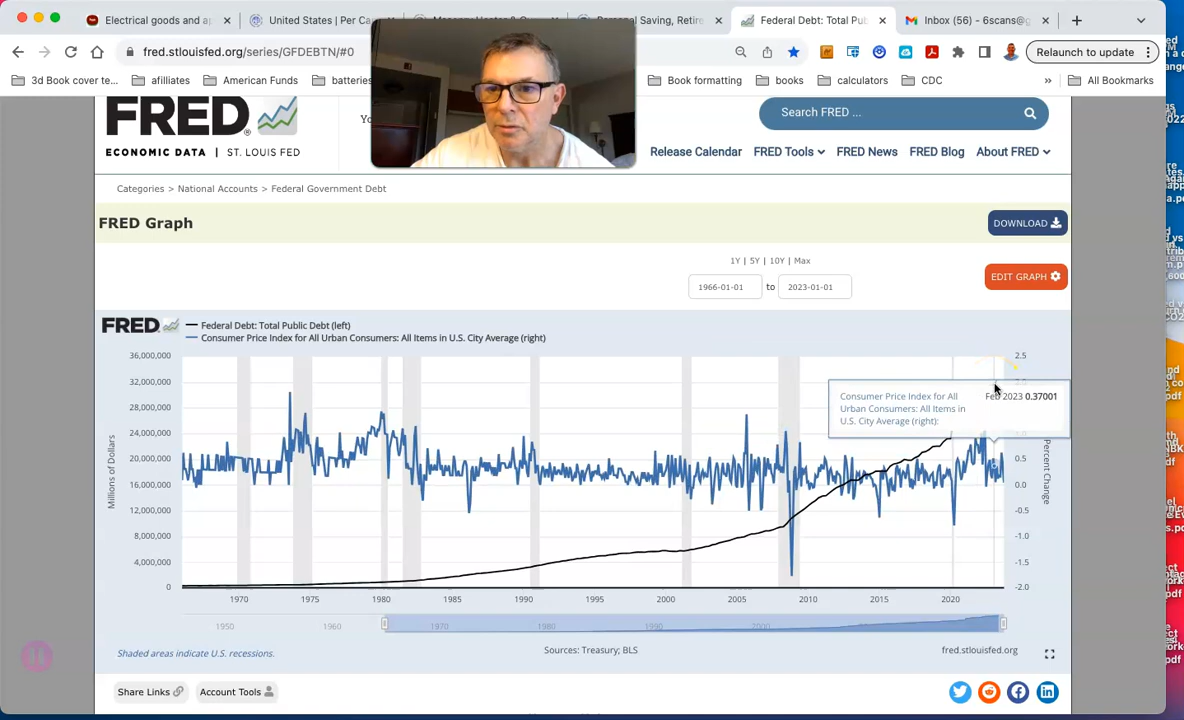 Electrical goods and ap
United States | Per Ca
Personal Saving, Retire
Federal Debt: Total Pub
Inbox (56) - 6scans@g
fred.stlouisfed.org/series/GFDEBTN/#0
Relaunch to update
3d Book cover te...
afiliates
American Funds
batteries
Book formatting
books
calculators
CDC
»
All Bookmarks
FRED
ECONOMIC DATA | ST. LOUIS FED
Yo
Search FRED ...
Release Calendar
FRED Tools
FRED News
FRED Blog
About FRED
Categories > National Accounts > Federal Government Debt
FRED Graph
DOWNLOAD
1Y | 5Y | 10Y | Max
1966-01-01 to 2023-01-01
EDIT GRAPH
FRED
Federal Debt: Total Public Debt (left)
Consumer Price Index for All Urban Consumers: All Items in U.S. City Average (right)
36,000,000
32,000,000
28,000,000
24,000,000
20,000,000
16,000,000
12,000,000
8,000,000
4,000,000
0
Millions of Dollars
2.5
0.5
0.0
-0.5
-1.0
-1.5
-2.0
Percent Change
Consumer Price Index for All
Urban Consumers: All Items in
U.S. City Average (right):
Feb 2023 0.37001
1970 1975 1980 1985 1990 1995 2000 2005 2010 2015 2020
1950 1960 1970 1980 1990 2000
Shaded areas indicate U.S. recessions.
Sources: Treasury; BLS
fred.stlouisfed.org
Share Links
Account Tools